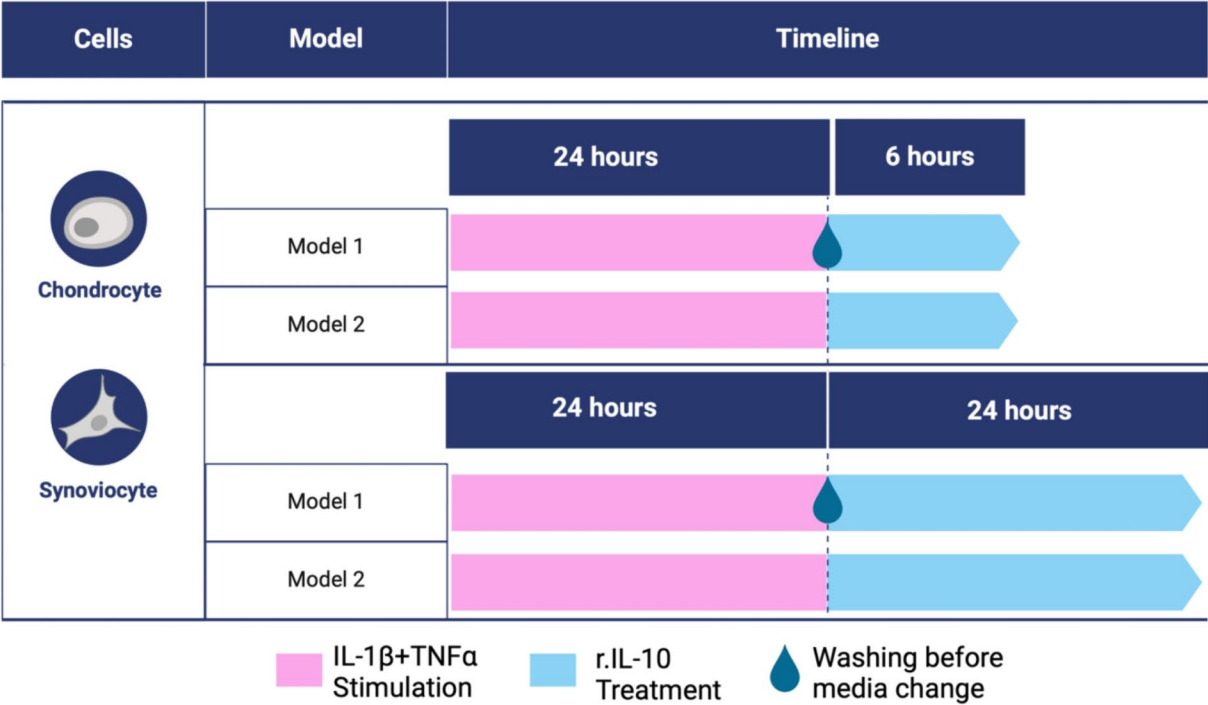 Cells
Model
Timeline
24 hours
6 hours
Chondrocyte
Model 1
Model 2
24 hours
24 hours
Synoviocyte
Model 1
Model 2
IL-1β+TNFα
Stimulation
r.IL-10
Treatment
Washing before
media change